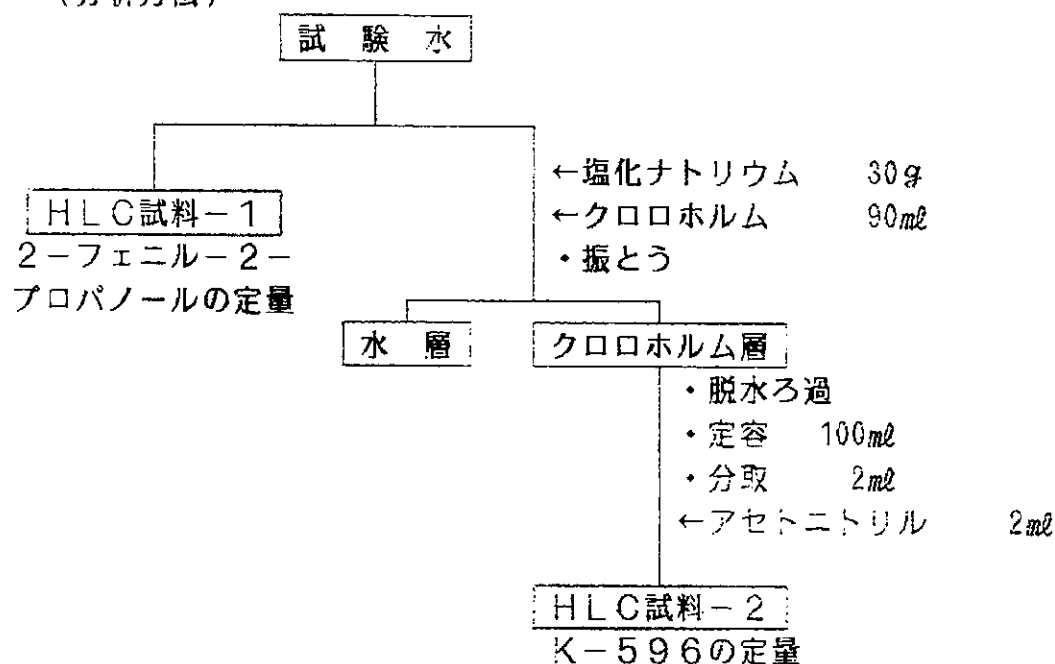 (分析方法)
試 験 水
←塩化ナトリウム 30g
←クロロホルム 90ml
・振とう
HLC試料-1
2-フェニル-2-
プロパノールの定量
水 層
クロロホルム層
・脱水ろ過
・定容 100ml
・分取 2ml
←アセトニトリル 2ml
HLC試料-2
K-596の定量